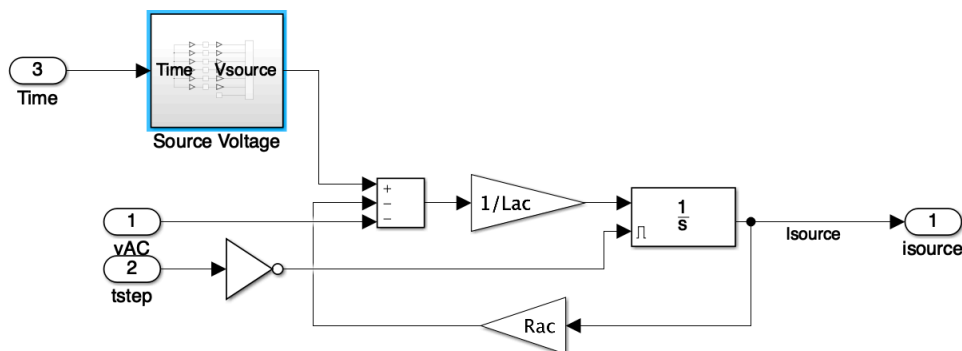 3
Time
Time
Vsource
Source Voltage
+
−
−
1/Lac
1
s
Isource
1
isource
1
vAC
2
tstep
Rac